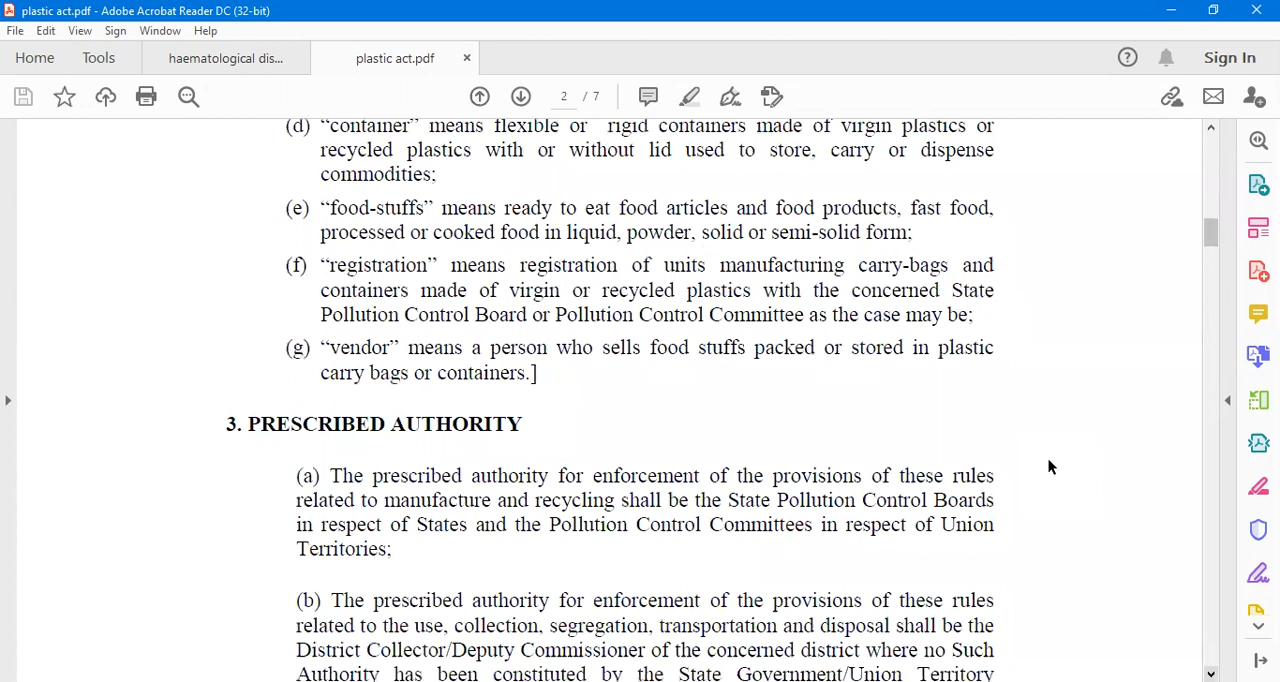 plastic act.pdf - Adobe Acrobat Reader DC (32-bit)
File Edit View Sign Window Help
Home Tools haematological dis... plastic act.pdf × Sign In
2 / 7
(d) “container” means flexible or rigid containers made of virgin plastics or
recycled plastics with or without lid used to store, carry or dispense
commodities;
(e) “food-stuffs” means ready to eat food articles and food products, fast food,
processed or cooked food in liquid, powder, solid or semi-solid form;
(f) “registration” means registration of units manufacturing carry-bags and
containers made of virgin or recycled plastics with the concerned State
Pollution Control Board or Pollution Control Committee as the case may be;
(g) “vendor” means a person who sells food stuffs packed or stored in plastic
carry bags or containers.]
3. PRESCRIBED AUTHORITY
(a) The prescribed authority for enforcement of the provisions of these rules
related to manufacture and recycling shall be the State Pollution Control Boards
in respect of States and the Pollution Control Committees in respect of Union
Territories;
(b) The prescribed authority for enforcement of the provisions of these rules
related to the use, collection, segregation, transportation and disposal shall be the
District Collector/Deputy Commissioner of the concerned district where no Such
Authority has been constituted by the State Government/Union Territory